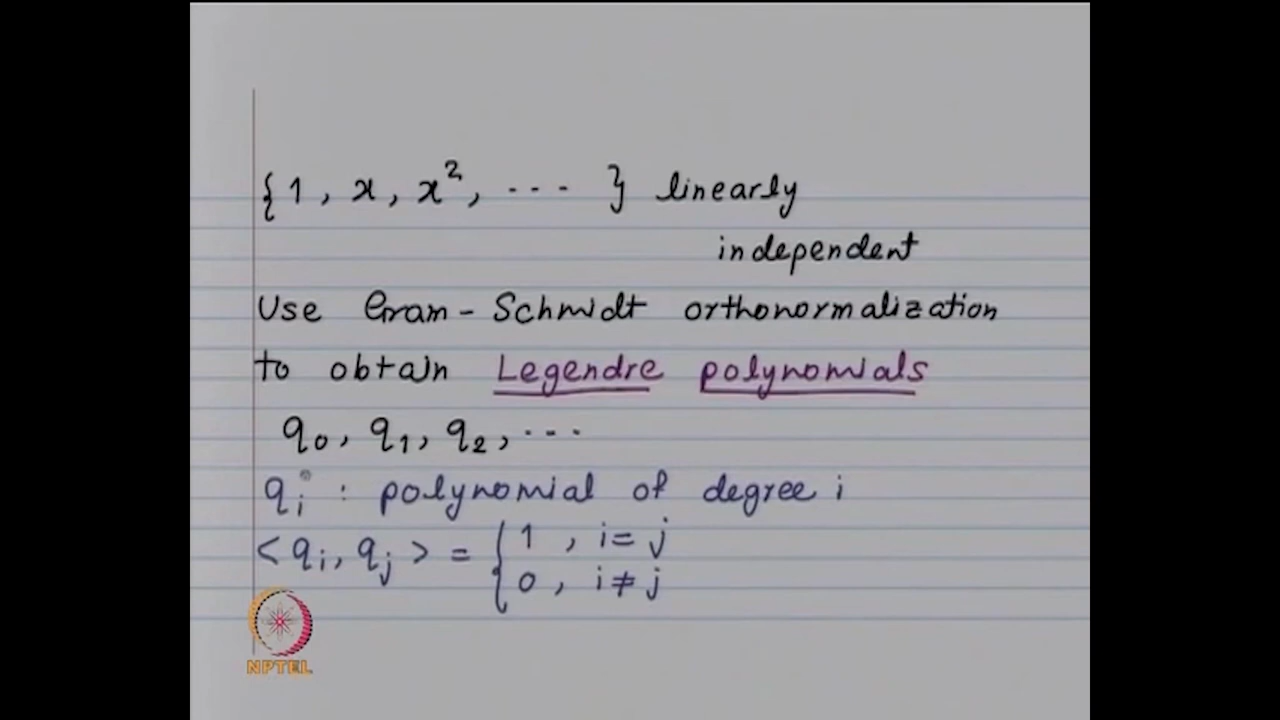 { 1 , x , x², --- } linearly
independent
Use Gram - Schmidt orthonormalization
to obtain Legendre polynomials
q₀, q₁, q₂, ---
qᵢ : polynomial of degree i
< qᵢ, qⱼ > = { 1 , i = j
0 , i ≠ j
NPTEL